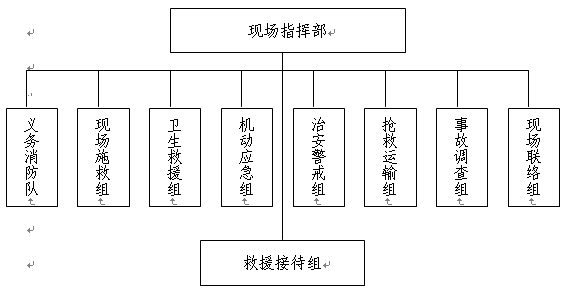 现场指挥部
义务消防队
现场施救组
卫生救援组
机动应急组
治安警戒组
抢救运输组
事故调查组
现场联络组
救援接待组